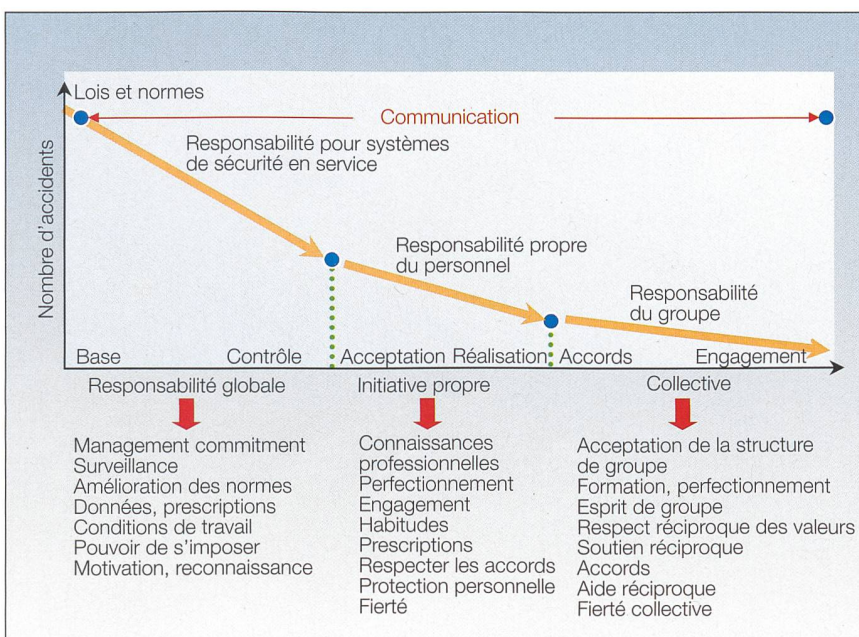 Lois et normes
Communication
Responsabilité pour systèmes
de sécurité en service
Nombre d'accidents
Responsabilité propre
du personnel
Responsabilité
du groupe
Base
Contrôle
Acceptation
Réalisation
Accords
Engagement
Responsabilité globale
Initiative propre
Collective
Management commitment
Surveillance
Amélioration des normes
Données, prescriptions
Conditions de travail
Pouvoir de s'imposer
Motivation, reconnaissance
Connaissances
professionnelles
Perfectionnement
Engagement
Habitudes
Prescriptions
Respecter les accords
Protection personnelle
Fierté
Acceptation de la structure
de groupe
Formation, perfectionnement
Esprit de groupe
Respect réciproque des valeurs
Soutien réciproque
Accords
Aide réciproque
Fierté collective